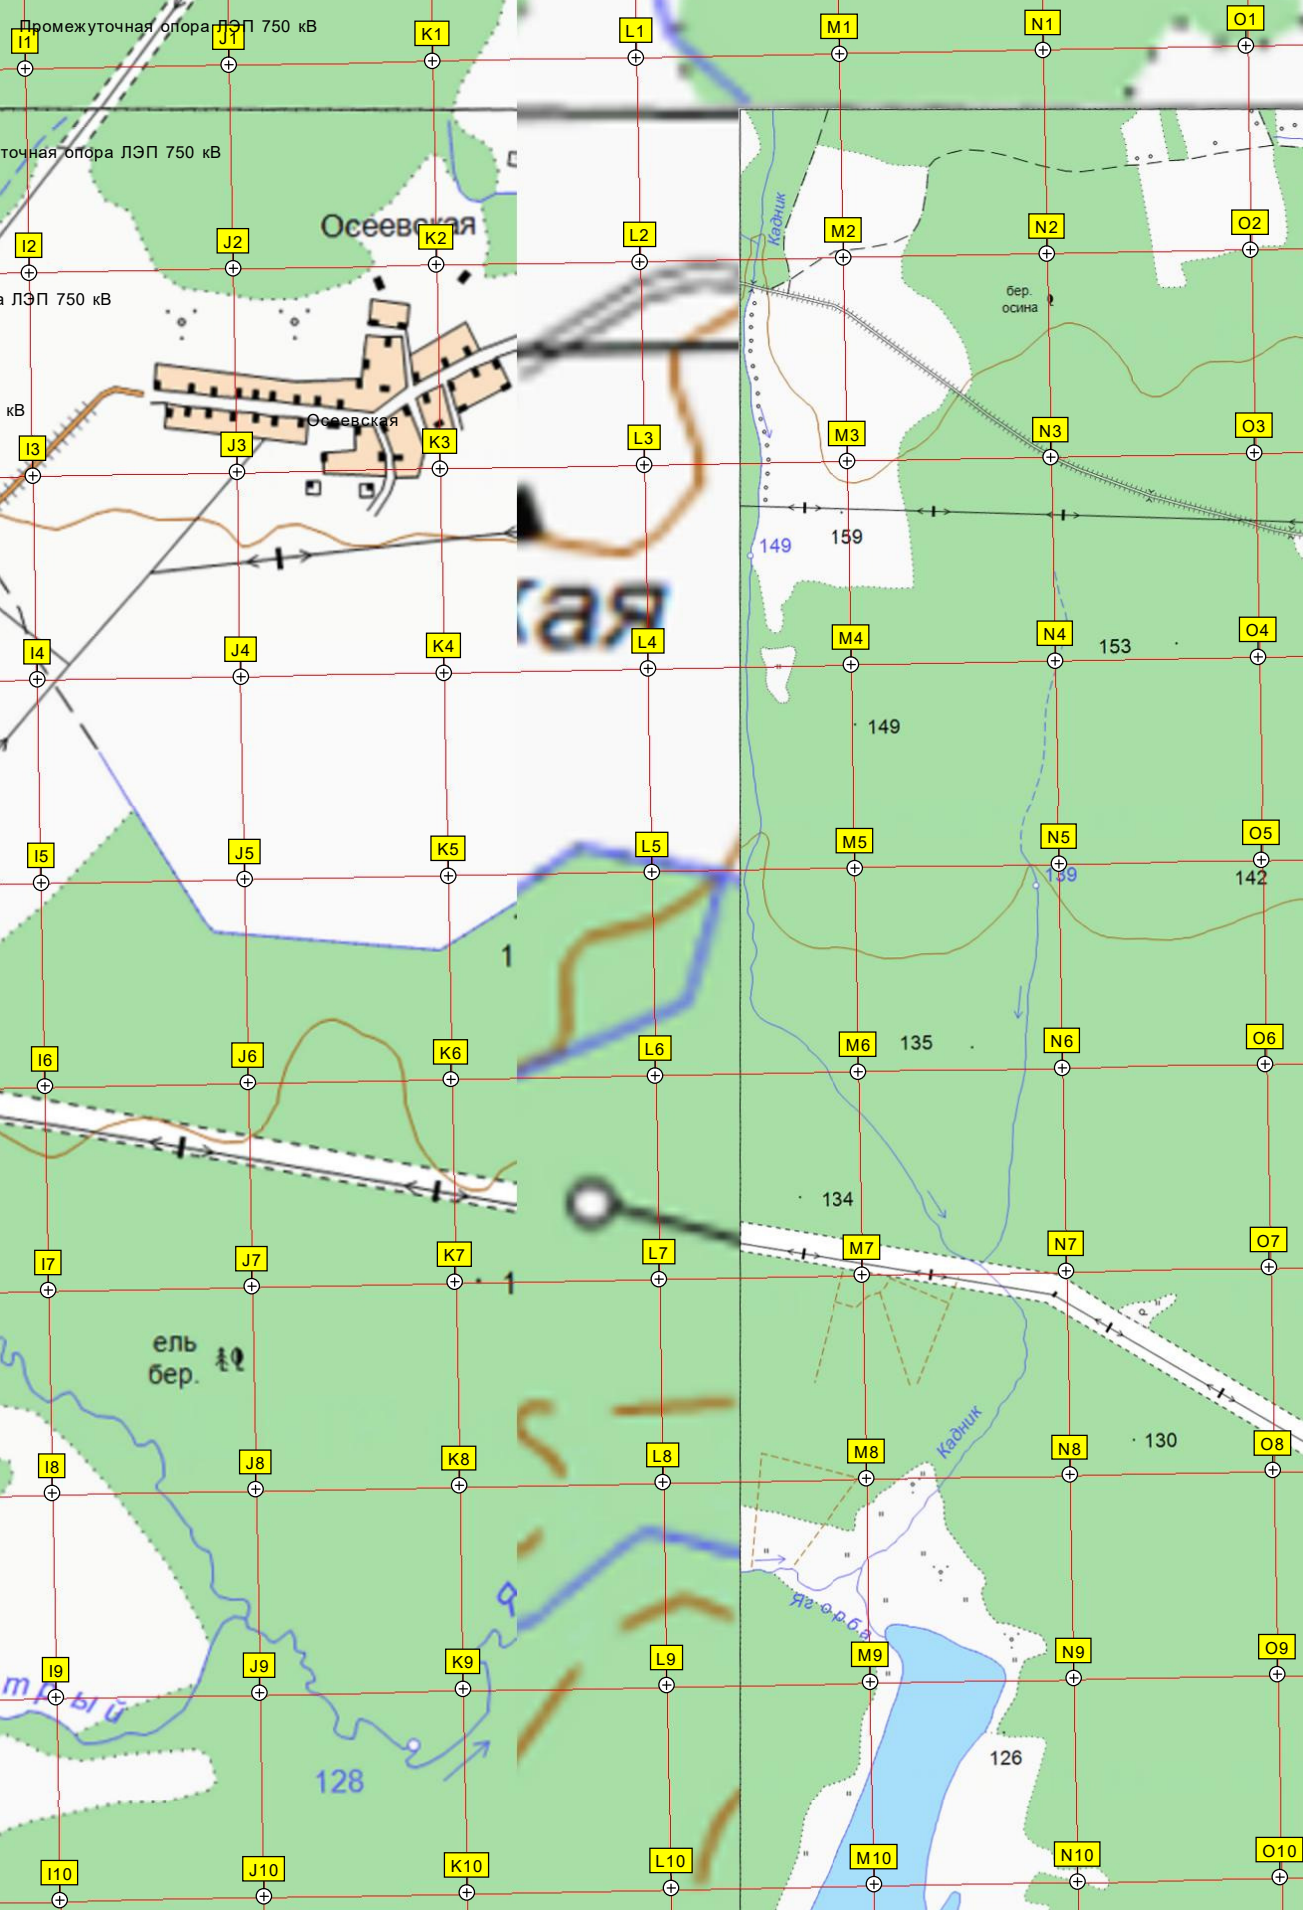 Промежуточная опора ЛЭП 750 кВ
I1 J1 K1 L1 M1 N1 O1
точная опора ЛЭП 750 кВ
Кадник
Осеевская
I2 J2 K2 L2 M2 N2 O2
а ЛЭП 750 кВ
бер.
осина
кВ
Осеевская
I3 J3 K3 L3 M3 N3 O3
149
159
кая
I4 J4 K4 L4 M4 N4 O4
153
149
I5 J5 K5 L5 M5 N5 O5
139
142
1
I6 J6 K6 L6 M6 N6 O6
135
134
I7 J7 K7 L7 M7 N7 O7
1
ель
бер.
р
Кадник
130
I8 J8 K8 L8 M8 N8 O8
Ягорба
Я
I9 J9 K9 L9 M9 N9 O9
трый
128
126
I10 J10 K10 L10 M10 N10 O10